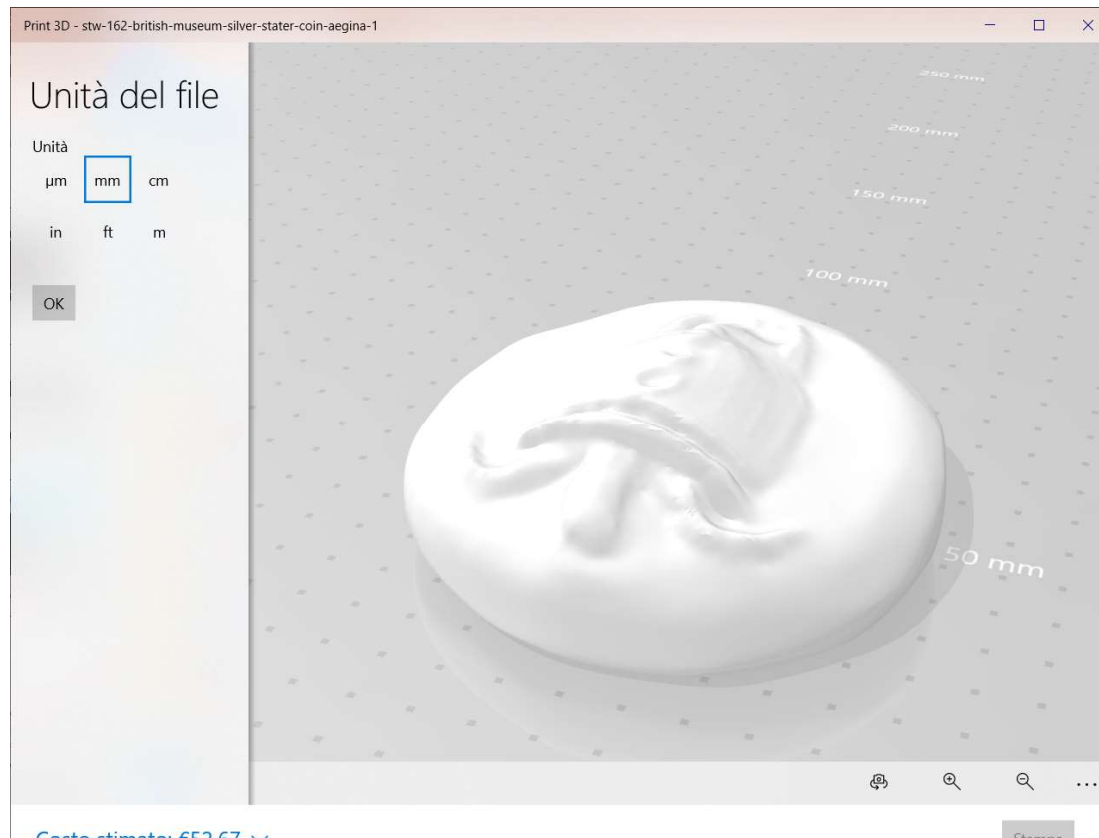 Print 3D - stw-162-british-museum-silver-stater-coin-aegina-1
Unità del file
Unità
µm mm cm
in ft m
OK
250 mm
200 mm
150 mm
100 mm
50 mm
Costo stimato: €52,67
Stampa